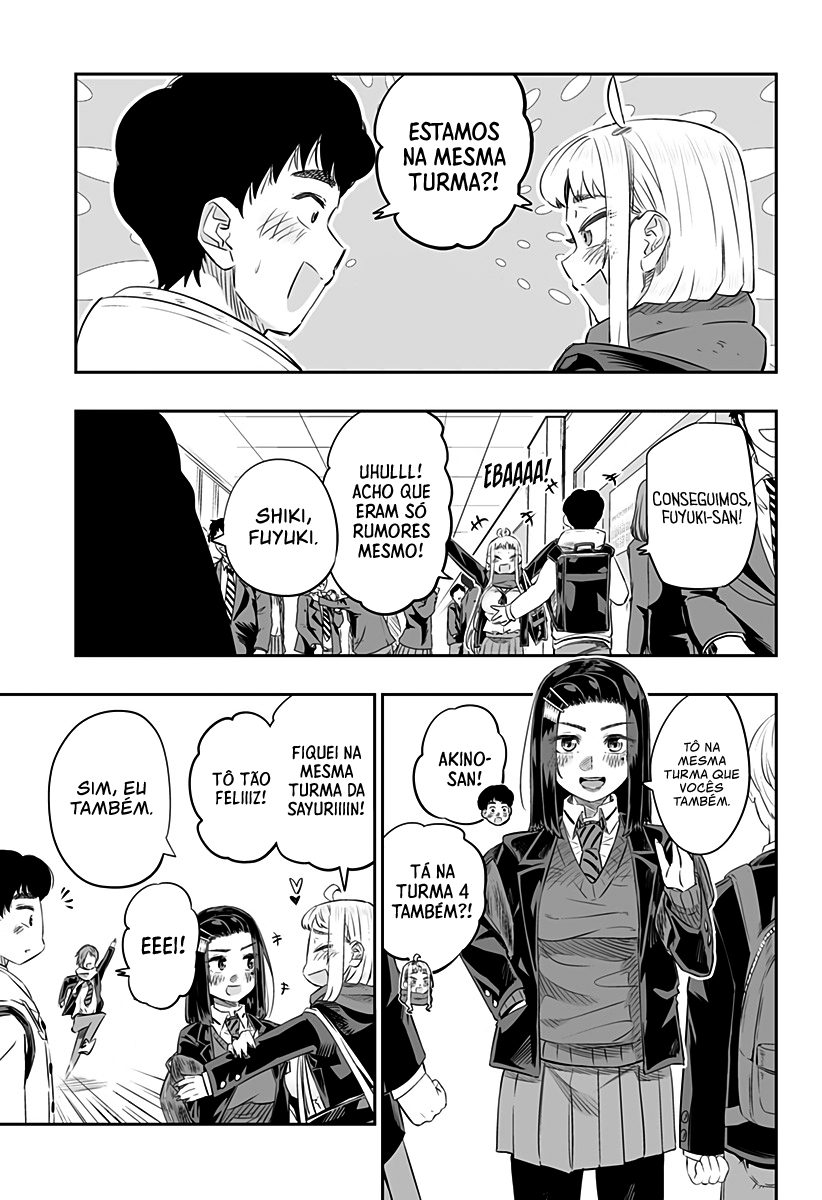 ESTAMOS
NA MESMA
TURMA?!
CONSEGUIMOS,
FUYUKI-SAN!
EBAAAA!
UHULLL!
ACHO QUE
ERAM SÓ
RUMORES
MESMO!
SHIKI,
FUYUKI.
TÔ NA
MESMA
TURMA QUE
VOCÊS
TAMBÉM.
AKINO-
SAN!
TÁ NA
TURMA 4
TAMBÉM?!
FIQUEI NA
MESMA
TURMA DA
SAYURIIIIN!
TÔ TÃO
FELIIIZ!
SIM, EU
TAMBÉM.
EEEI!